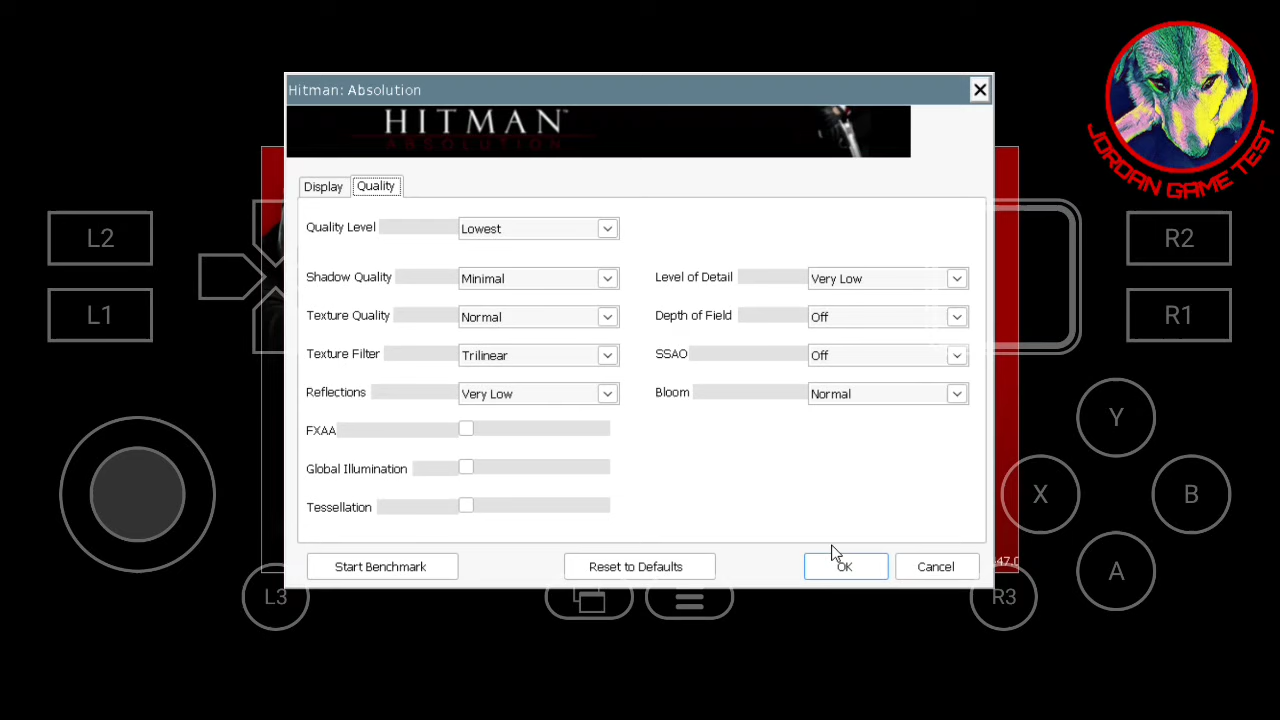 Hitman: Absolution
HITMAN™
ABSOLUTION
JORDAN GAME TEST
Display
Quality
Quality Level
Lowest
Shadow Quality
Minimal
Level of Detail
Very Low
Texture Quality
Normal
Depth of Field
Off
Texture Filter
Trilinear
SSAO
Off
Reflections
Very Low
Bloom
Normal
FXAA
Global Illumination
Tessellation
Start Benchmark
Reset to Defaults
OK
Cancel
L2
L1
R2
R1
Y
X
B
A
L3
R3